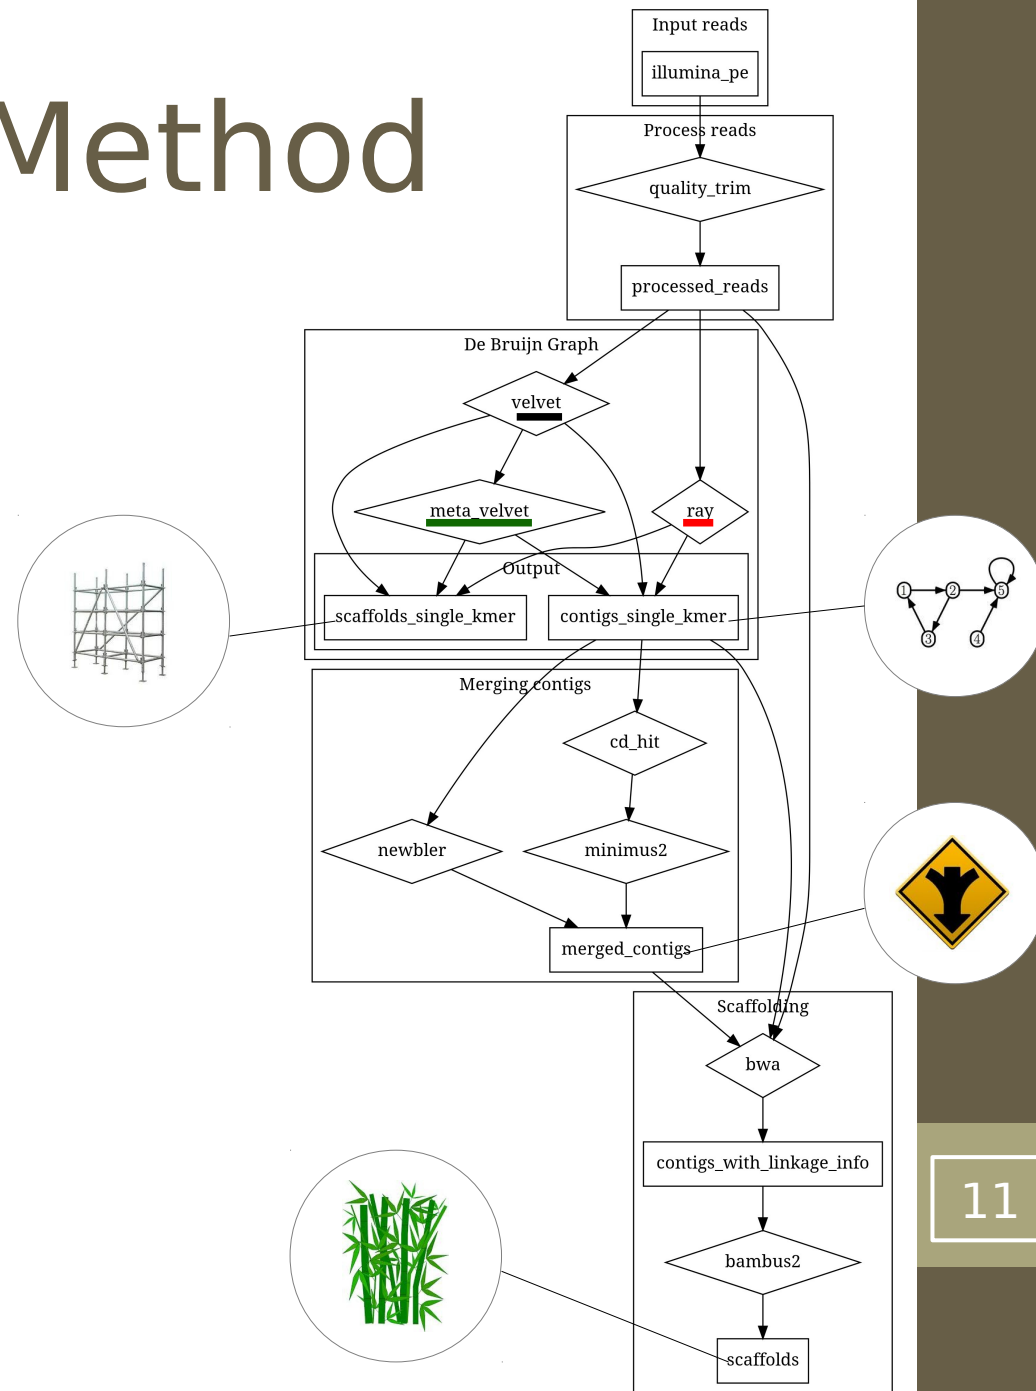 Method
Input reads
illumina_pe
Process reads
quality_trim
processed_reads
De Bruijn Graph
velvet
meta_velvet
ray
Output
scaffolds_single_kmer
contigs_single_kmer
1
2
5
3
4
Merging contigs
cd_hit
newbler
minimus2
merged_contigs
Scaffolding
bwa
contigs_with_linkage_info
11
bambus2
scaffolds